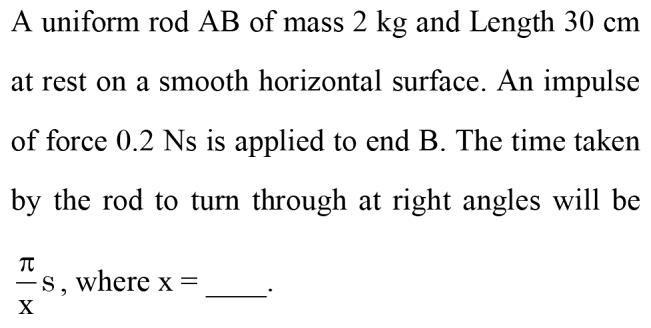 A uniform rod AB of mass 2 kg and Length 30 cm
at rest on a smooth horizontal surface. An impulse
of force 0.2 Ns is applied to end B. The time taken
by the rod to turn through at right angles will be
π/x s, where x = ____.